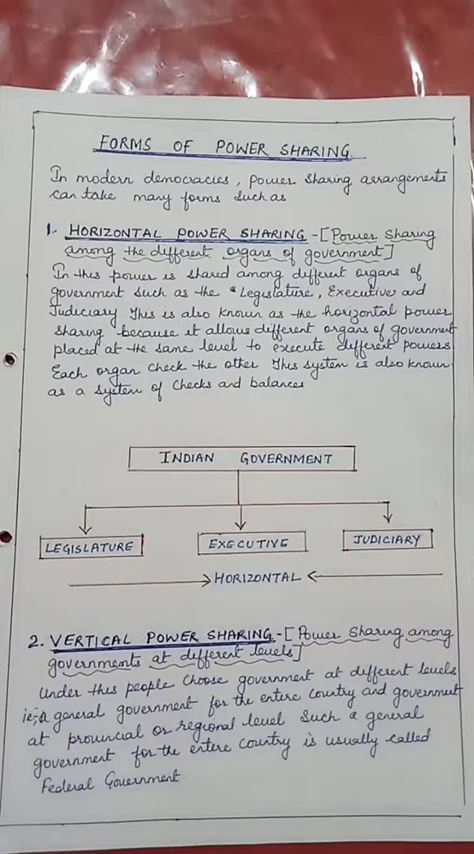 FORMS OF POWER SHARING
In modern democracies, power sharing arrangements
can take many forms such as
1. HORIZONTAL POWER SHARING -[Power Sharing
among the different organs of government]
In this power is shared among different organs of
government such as the "Legislature, Executive and
Judiciary This is also known as the horizontal power
sharing because it allows different organs of government
placed at the same level to execute different powers
Each organ check the other This system is also known
as a system of checks and balances
INDIAN GOVERNMENT
LEGISLATURE EXECUTIVE JUDICIARY
HORIZONTAL
2. VERTICAL POWER SHARING -[Power Sharing among
governments at different levels]
Under this people choose government at different levels
ie;a general government for the entire country and government
at provincial or regional level Such a general
government for the entire country is usually called
Federal Government